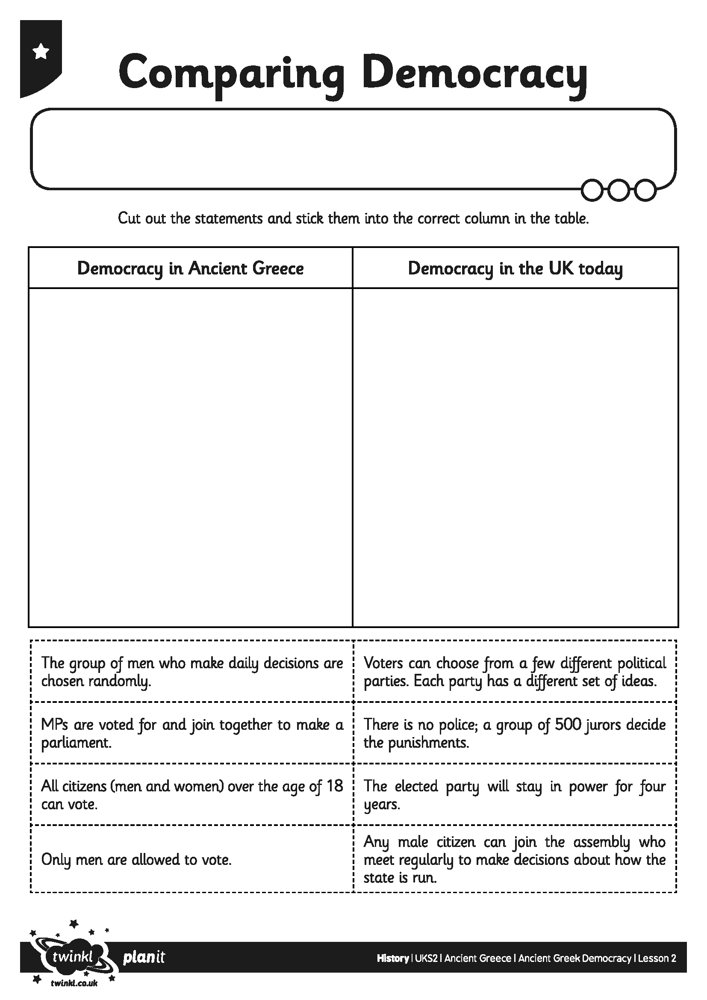 Comparing Democracy
Cut out the statements and stick them into the correct column in the table.
Democracy in Ancient Greece
Democracy in the UK today
The group of men who make daily decisions are
chosen randomly.
Voters can choose from a few different political
parties. Each party has a different set of ideas.
MPs are voted for and join together to make a
parliament.
There is no police; a group of 500 jurors decide
the punishments.
All citizens (men and women) over the age of 18
can vote.
The elected party will stay in power for four
years.
Only men are allowed to vote.
Any male citizen can join the assembly who
meet regularly to make decisions about how the
state is run.
twinkl
planit
History | UKS2 | Ancient Greece | Ancient Greek Democracy | Lesson 2
twinkl.co.uk